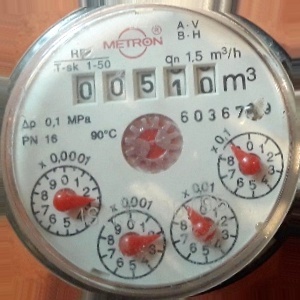 METRON
A-V
B-H
T-sk 1-50
qn 1,5 m³/h
00510 m³
Δp 0,1 MPa
PN 16
90°C
x 0,0001
x 0,001
x 0,01
x 0,1